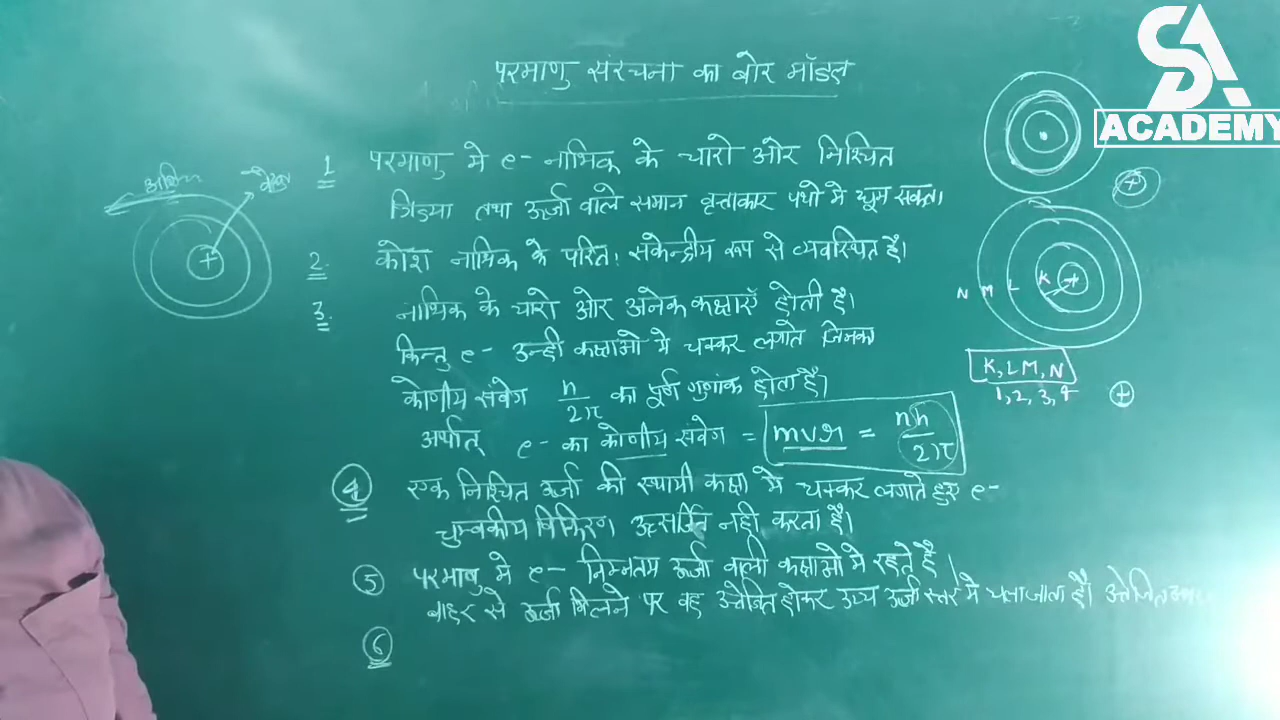 परमाणु संरचना का बोर मॉडल
SA
ACADEMY
1. परमाणु मे e- नाभिक के चारो ओर निश्चित
त्रिज्या तथा ऊर्जा वाले समान वृत्ताकार पथो मे घूम सकता।
2. कोश नाभिक के परित: संकेन्द्रीय रूप से व्यवस्थित है।
3. नाभिक के चारो ओर अनेक कक्षाएँ होती है।
किन्तु e- उन्ही कक्षाओ मे चक्कर लगाते जिनका
कोणीय संवेग h/2π का पूर्ण गुणांक होता है।
अर्थात् e- का कोणीय संवेग = mvr = nh/2π
4 एक निश्चित ऊर्जा की स्थायी कक्षा मे चक्कर लगाते हुए e-
चुम्बकीय विकिरण उत्सर्जित नही करता है।
5 परमाणु मे e- निम्नतम ऊर्जा वाली कक्षाओ मे रहते है।
बाहर से ऊर्जा मिलने पर वह उत्तेजित होकर उच्च ऊर्जा स्तर मे चला जाता है।
6
+
+
N M L K +
K, L M, N
1, 2, 3, 4
+